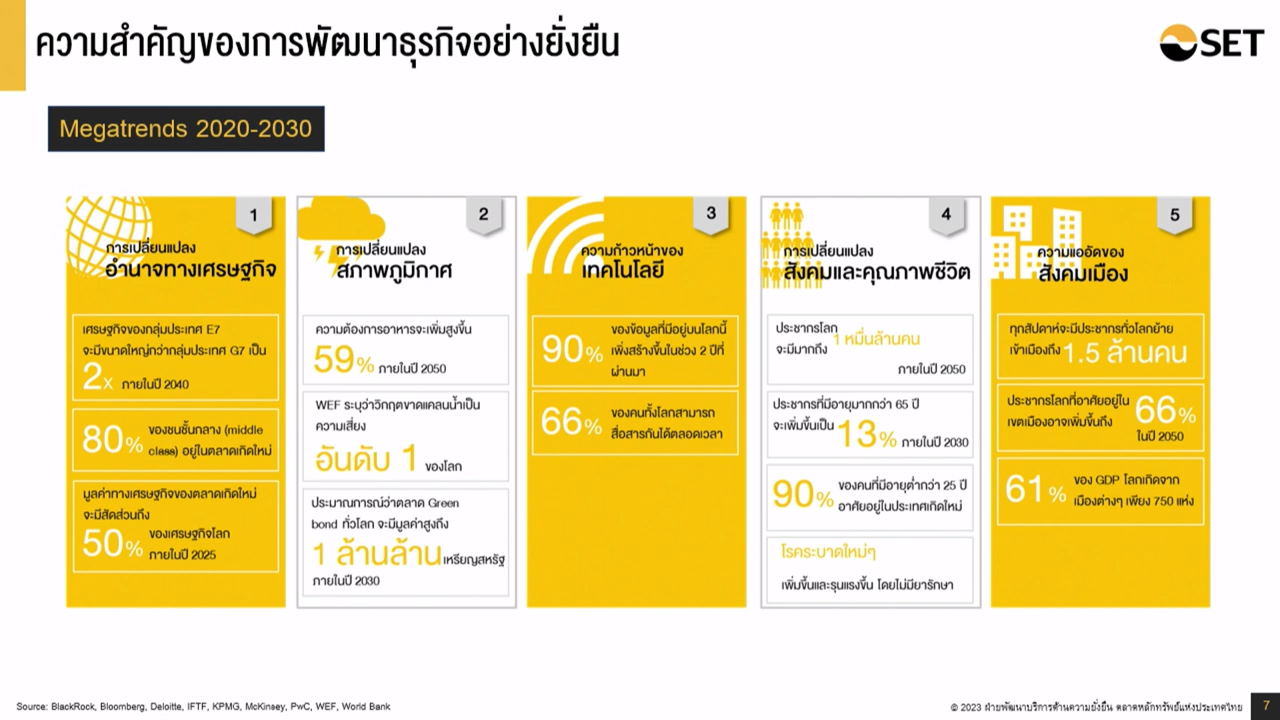 ความสำคัญของการพัฒนาธุรกิจอย่างยั่งยืน
SET
Megatrends 2020-2030
1
การเปลี่ยนแปลง
อำนาจทางเศรษฐกิจ
เศรษฐกิจของกลุ่มประเทศ E7
จะมีขนาดใหญ่กว่ากลุ่มประเทศ G7 เป็น
2x ภายในปี 2040
80% ของชนชั้นกลาง (middle
class) อยู่ในตลาดเกิดใหม่
มูลค่าทางเศรษฐกิจของตลาดเกิดใหม่
จะมีสัดส่วนถึง
50% ของเศรษฐกิจโลก
ภายในปี 2025
2
การเปลี่ยนแปลง
สภาพภูมิกาศ
ความต้องการอาหารจะเพิ่มสูงขึ้น
59% ภายในปี 2050
WEF ระบุว่าวิกฤตขาดแคลนน้ำเป็น
ความเสี่ยง
อันดับ 1 ของโลก
ประมาณการณ์ว่าตลาด Green
bond ทั่วโลก จะมีมูลค่าสูงถึง
1 ล้านล้านเหรียญสหรัฐ
ภายในปี 2030
3
ความก้าวหน้าของ
เทคโนโลยี
90% ของข้อมูลที่มีอยู่บนโลกนี้
เพิ่งสร้างขึ้นในช่วง 2 ปีที่
ผ่านมา
66% ของคนทั้งโลกสามารถ
สื่อสารกันได้ตลอดเวลา
4
การเปลี่ยนแปลง
สังคมและคุณภาพชีวิต
ประชากรโลก
จะมีมากถึง 1 หมื่นล้านคน
ภายในปี 2050
ประชากรที่มีอายุมากกว่า 65 ปี
จะเพิ่มขึ้นเป็น 13% ภายในปี 2030
90% ของคนที่มีอายุต่ำกว่า 25 ปี
อาศัยอยู่ในประเทศเกิดใหม่
โรคระบาดใหม่ๆ
เพิ่มขึ้นและรุนแรงขึ้น โดยไม่มียารักษา
5
ความแออัดของ
สังคมเมือง
ทุกสัปดาห์จะมีประชากรทั่วโลกย้าย
เข้าเมืองถึง 1.5 ล้านคน
ประชากรโลกที่อาศัยอยู่ใน
เขตเมืองอาจเพิ่มขึ้นถึง 66%
ในปี 2050
61% ของ GDP โลกเกิดจาก
เมืองต่างๆ เพียง 750 แห่ง
Source: BlackRock, Bloomberg, Deloitte, IFTF, KPMG, McKinsey, PwC, WEF, World Bank
© 2023 ฝ่ายพัฒนาบริการด้านความยั่งยืน ตลาดหลักทรัพย์แห่งประเทศไทย
7